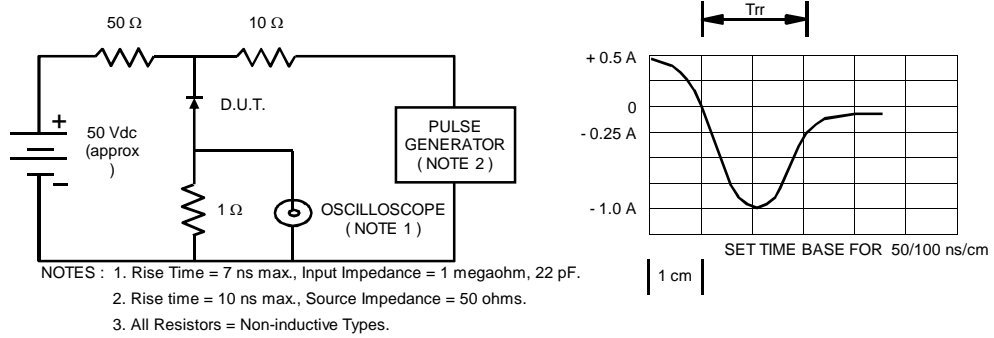 50 Ω
10 Ω
D.U.T.
+
50 Vdc
(approx
)
−
1 Ω
OSCILLOSCOPE
( NOTE 1 )
PULSE
GENERATOR
( NOTE 2 )
Trr
+ 0.5 A
0
- 0.25 A
- 1.0 A
SET TIME BASE FOR 50/100 ns/cm
1 cm
NOTES : 1. Rise Time = 7 ns max., Input Impedance = 1 megaohm, 22 pF.
2. Rise time = 10 ns max., Source Impedance = 50 ohms.
3. All Resistors = Non-inductive Types.